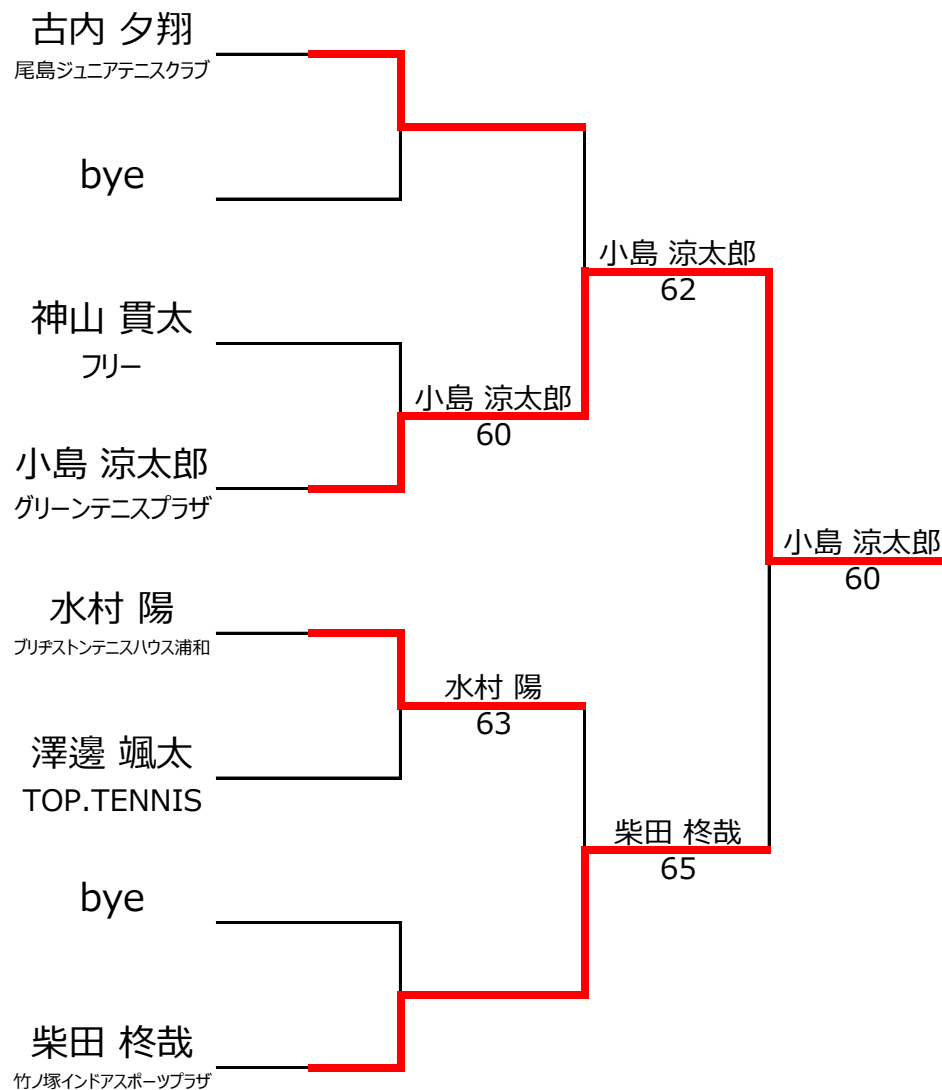 古内 夕翔
尾島ジュニアテニスクラブ
bye
神山 貫太
フリー
小島 涼太郎
グリーンテニスプラザ
水村 陽
ブリヂストンテニスハウス浦和
澤邊 颯太
TOP.TENNIS
bye
柴田 柊哉
竹ノ塚インドアスポーツプラザ
小島 涼太郎
60
水村 陽
63
小島 涼太郎
62
柴田 柊哉
65
小島 涼太郎
60